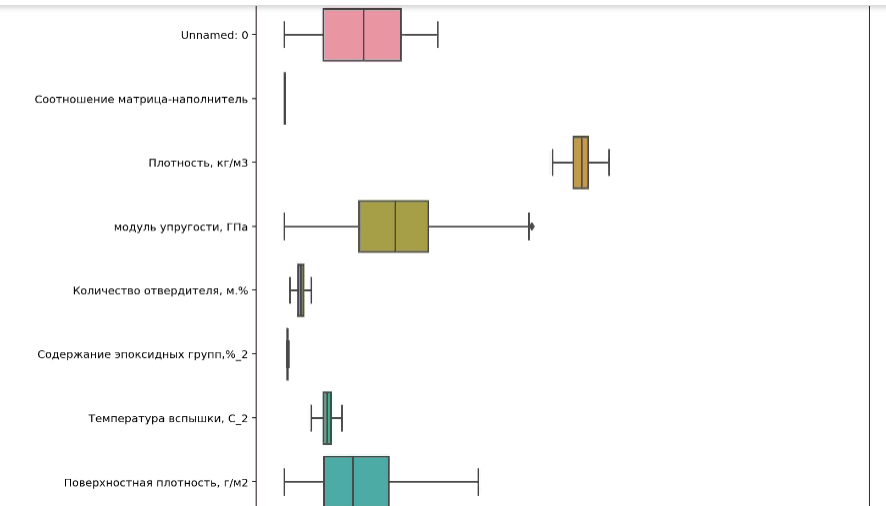 Unnamed: 0
Соотношение матрица-наполнитель
Плотность, кг/м3
модуль упругости, ГПа
Количество отвердителя, м.%
Содержание эпоксидных групп,%_2
Температура вспышки, С_2
Поверхностная плотность, г/м2